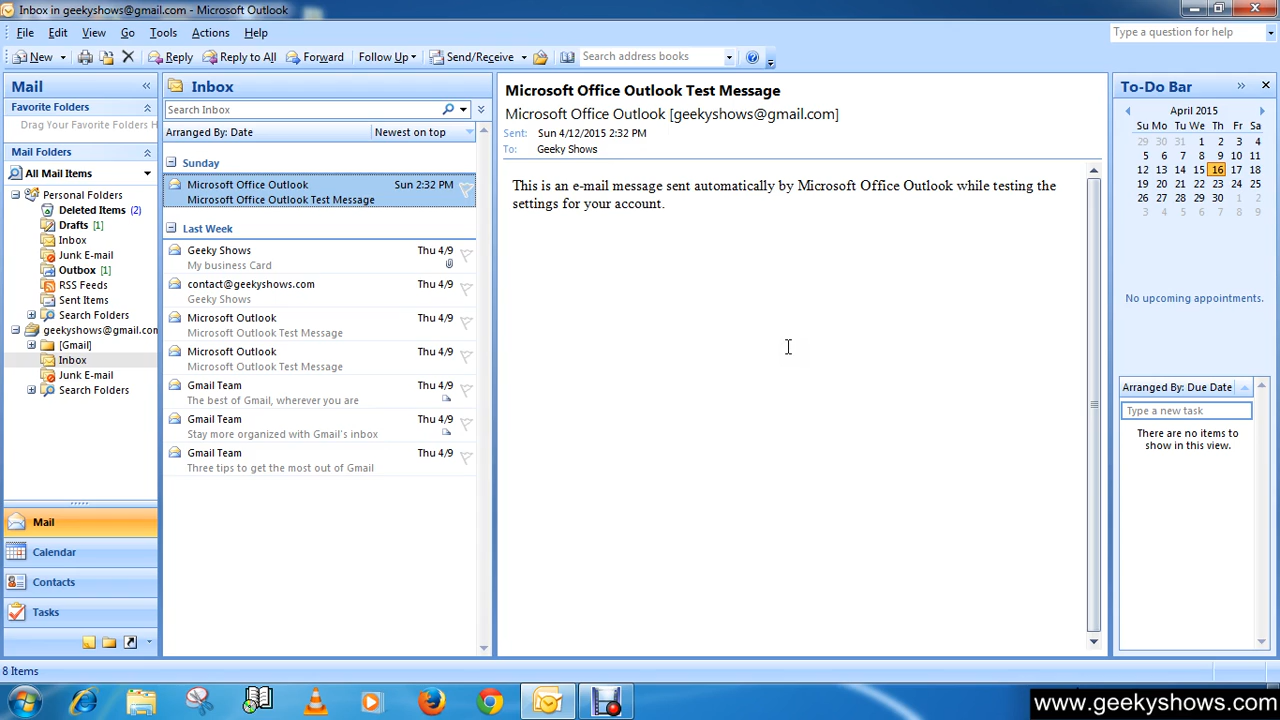 Inbox in geekyshows@gmail.com - Microsoft Outlook
File Edit View Go Tools Actions Help
Type a question for help
New Reply Reply to All Forward Follow Up Send/Receive Search address books
Mail
Favorite Folders
Drag Your Favorite Folders H
Mail Folders
All Mail Items
Personal Folders
Deleted Items (2)
Drafts [1]
Inbox
Junk E-mail
Outbox [1]
RSS Feeds
Sent Items
Search Folders
geekyshows@gmail.com
[Gmail]
Inbox
Junk E-mail
Search Folders
Mail
Calendar
Contacts
Tasks
Inbox
Search Inbox
Arranged By: Date Newest on top
Sunday
Microsoft Office Outlook Sun 2:32 PM
Microsoft Office Outlook Test Message
Last Week
Geeky Shows Thu 4/9
My business Card
contact@geekyshows.com Thu 4/9
Geeky Shows
Microsoft Outlook Thu 4/9
Microsoft Outlook Test Message
Microsoft Outlook Thu 4/9
Microsoft Outlook Test Message
Gmail Team Thu 4/9
The best of Gmail, wherever you are
Gmail Team Thu 4/9
Stay more organized with Gmail's inbox
Gmail Team Thu 4/9
Three tips to get the most out of Gmail
Microsoft Office Outlook Test Message
Microsoft Office Outlook [geekyshows@gmail.com]
Sent: Sun 4/12/2015 2:32 PM
To: Geeky Shows
This is an e-mail message sent automatically by Microsoft Office Outlook while testing the
settings for your account.
To-Do Bar
April 2015
Su Mo Tu We Th Fr Sa
29 30 31 1 2 3 4
5 6 7 8 9 10 11
12 13 14 15 16 17 18
19 20 21 22 23 24 25
26 27 28 29 30 1 2
3 4 5 6 7 8 9
No upcoming appointments.
Arranged By: Due Date
Type a new task
There are no items to
show in this view.
8 Items
www.geekyshows.com